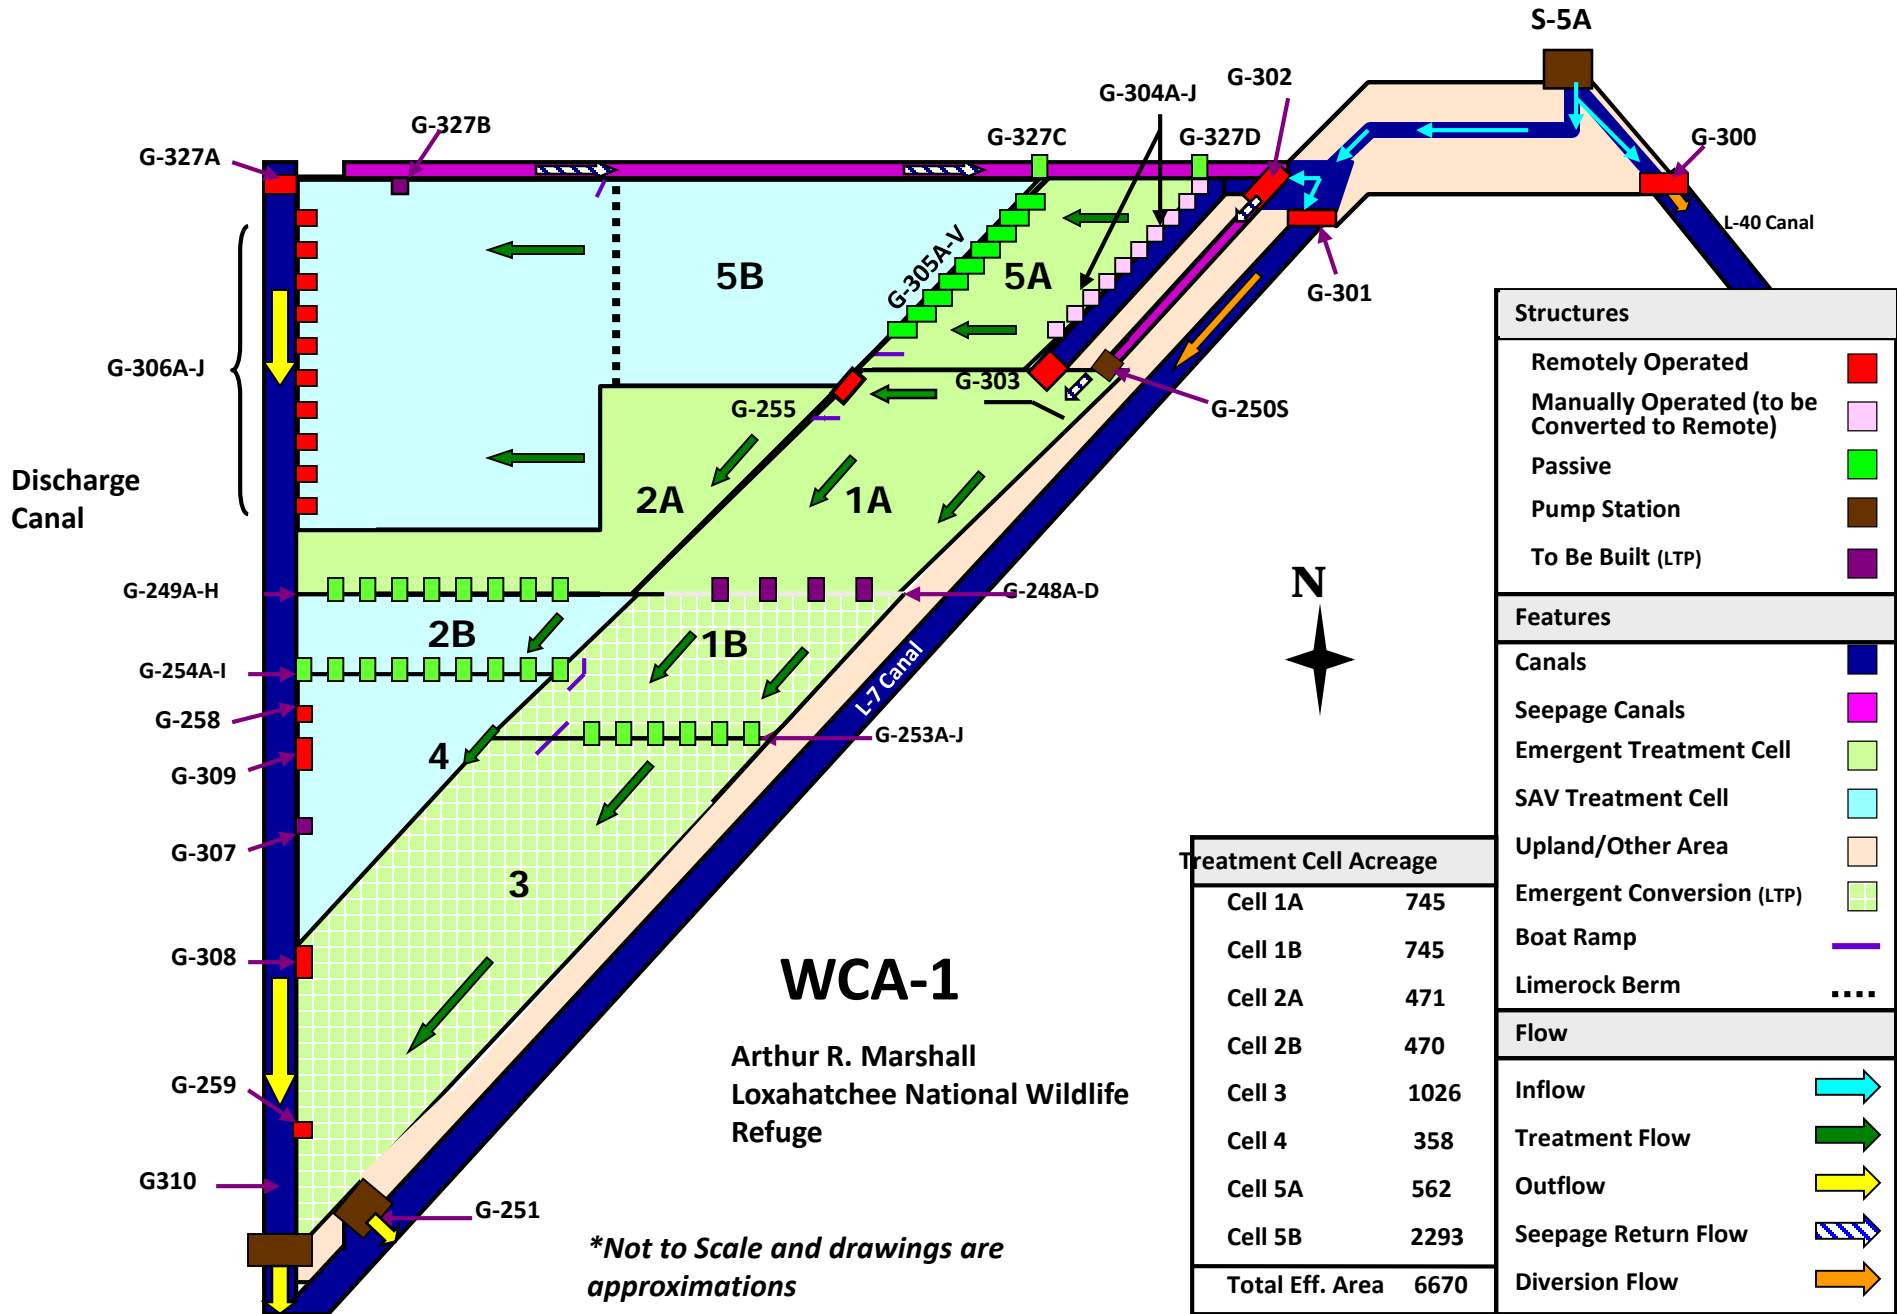 S-5A
G-302
G-304A-J
G-327B
G-327C
G-327D
G-300
G-327A
L-40 Canal
5B
G-305A-V
5A
G-301
G-306A-J
G-303
G-255
G-250S
Discharge
Canal
2A
1A
G-249A-H
G-248A-D
2B
1B
G-254A-I
L-7 Canal
G-258
G-253A-J
4
G-309
G-307
3
G-308
WCA-1
Arthur R. Marshall
Loxahatchee National Wildlife
Refuge
G-259
G310
G-251
*Not to Scale and drawings are
approximations
N
Structures
Remotely Operated
Manually Operated (to be
Converted to Remote)
Passive
Pump Station
To Be Built (LTP)
Features
Canals
Seepage Canals
Emergent Treatment Cell
SAV Treatment Cell
Upland/Other Area
Emergent Conversion (LTP)
Boat Ramp
Limerock Berm
Flow
Inflow
Treatment Flow
Outflow
Seepage Return Flow
Diversion Flow
Treatment Cell Acreage
Cell 1A 745
Cell 1B 745
Cell 2A 471
Cell 2B 470
Cell 3 1026
Cell 4 358
Cell 5A 562
Cell 5B 2293
Total Eff. Area 6670